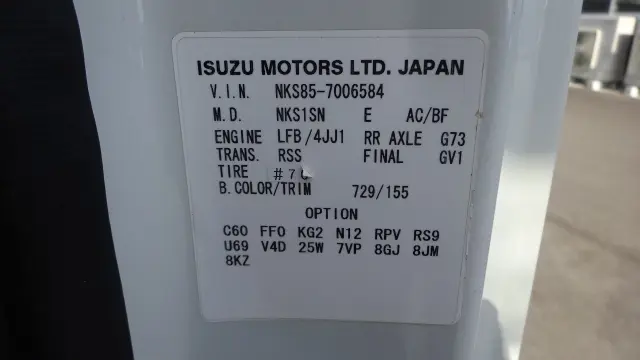 ISUZU MOTORS LTD. JAPAN
V.I.N. NKS85-7006584
M.D. NKS1SN E AC/BF
ENGINE LFB/4JJ1 RR AXLE G73
TRANS. RSS FINAL GV1
TIRE
B.COLOR/TRIM 729/155
OPTION
C60 FF0 KG2 N12 RPV RS9
U69 V4D 25W 7VP 8GJ 8JM
8KZ